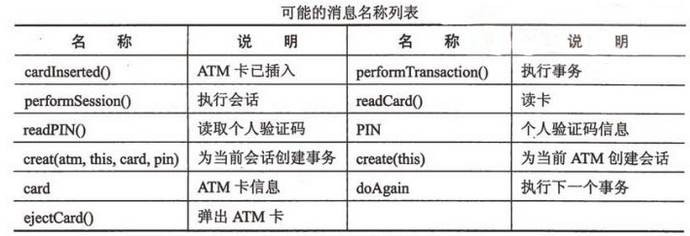 可能的消息名称列表
名 称 说 明 名 称 说 明
cardInserted() ATM 卡已插入 performTransaction() 执行事务
performSession() 执行会话 readCard() 读卡
readPIN() 读取个人验证码 PIN 个人验证码信息
creat(atm, this, card, pin) 为当前会话创建事务 create(this) 为当前 ATM 创建会话
card ATM 卡信息 doAgain 执行下一个事务
ejectCard() 弹出 ATM 卡